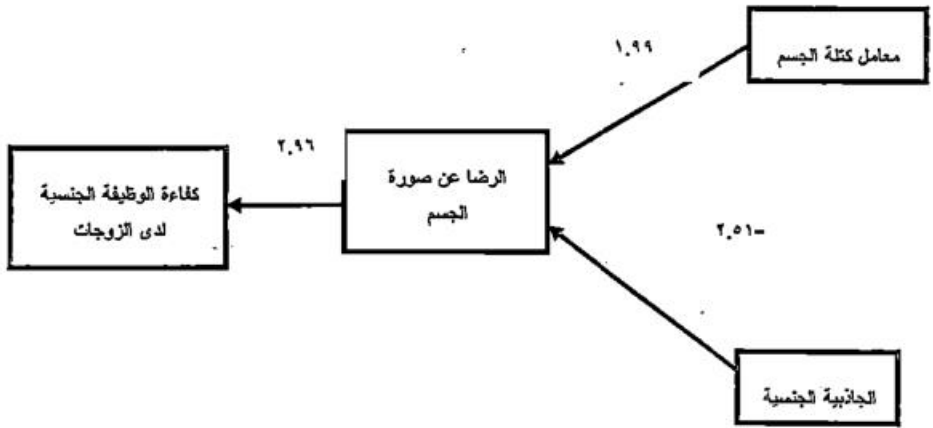 معامل كتلة الجسم
١,٩٩
الرضا عن صورة
الجسم
٢,٩٦
كفاءة الوظيفة الجنسية
لدى الزوجات
٢,٥١-
الجاذبية الجنسية